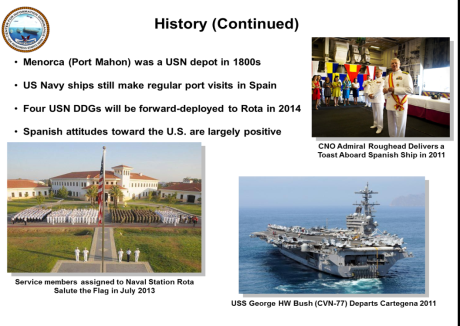 History (Continued)
• Menorca (Port Mahon) was a USN depot in 1800s
• US Navy ships still make regular port visits in Spain
• Four USN DDGs will be forward-deployed to Rota in 2014
• Spanish attitudes toward the U.S. are largely positive
CNO Admiral Roughead Delivers a
Toast Aboard Spanish Ship in 2011
Service members assigned to Naval Station Rota
Salute the Flag in July 2013
USS George HW Bush (CVN-77) Departs Cartegena 2011